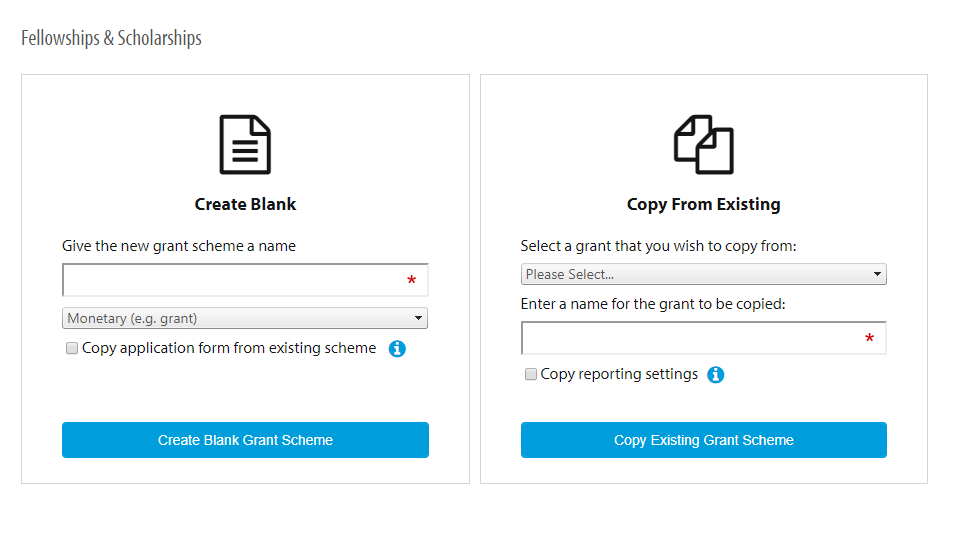 Fellowships & Scholarships
Create Blank
Give the new grant scheme a name
*
Monetary (e.g. grant)
Copy application form from existing scheme
Create Blank Grant Scheme
Copy From Existing
Select a grant that you wish to copy from:
Please Select...
Enter a name for the grant to be copied:
*
Copy reporting settings
Copy Existing Grant Scheme